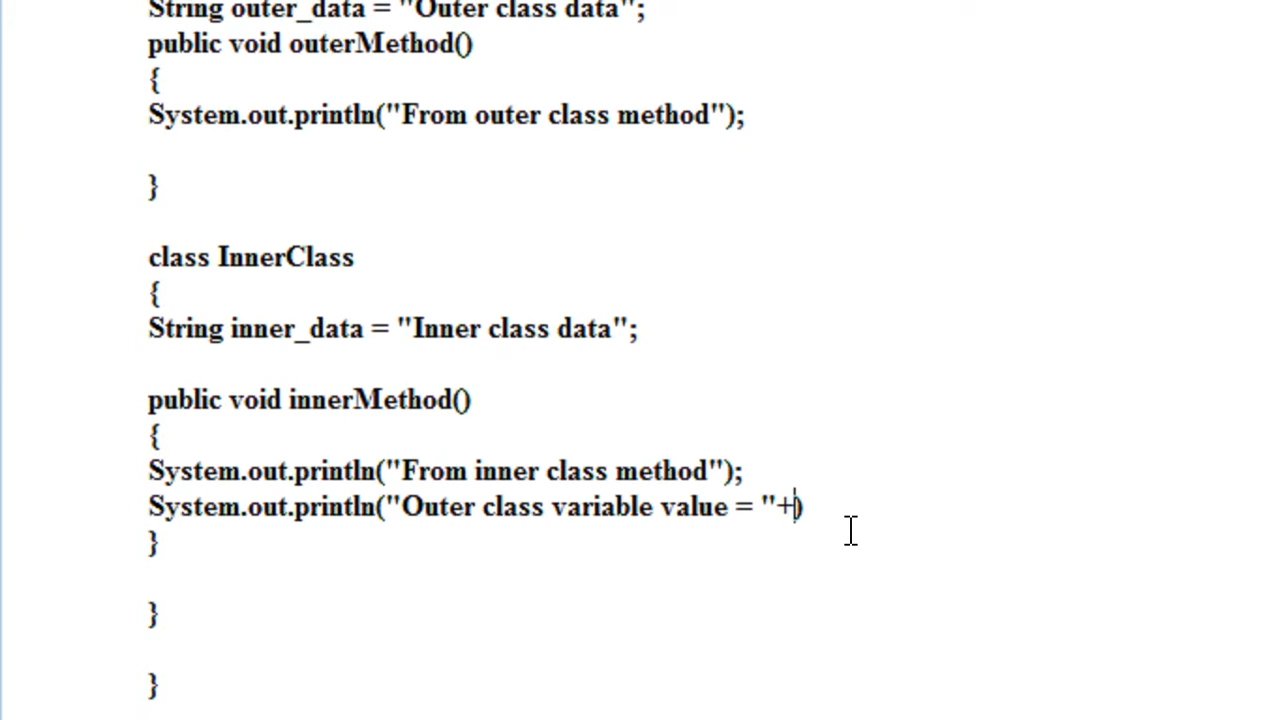 String outer_data = "Outer class data";
public void outerMethod()
{
System.out.println("From outer class method");
}
class InnerClass
{
String inner_data = "Inner class data";
public void innerMethod()
{
System.out.println("From inner class method");
System.out.println("Outer class variable value = "+)
}
}
}